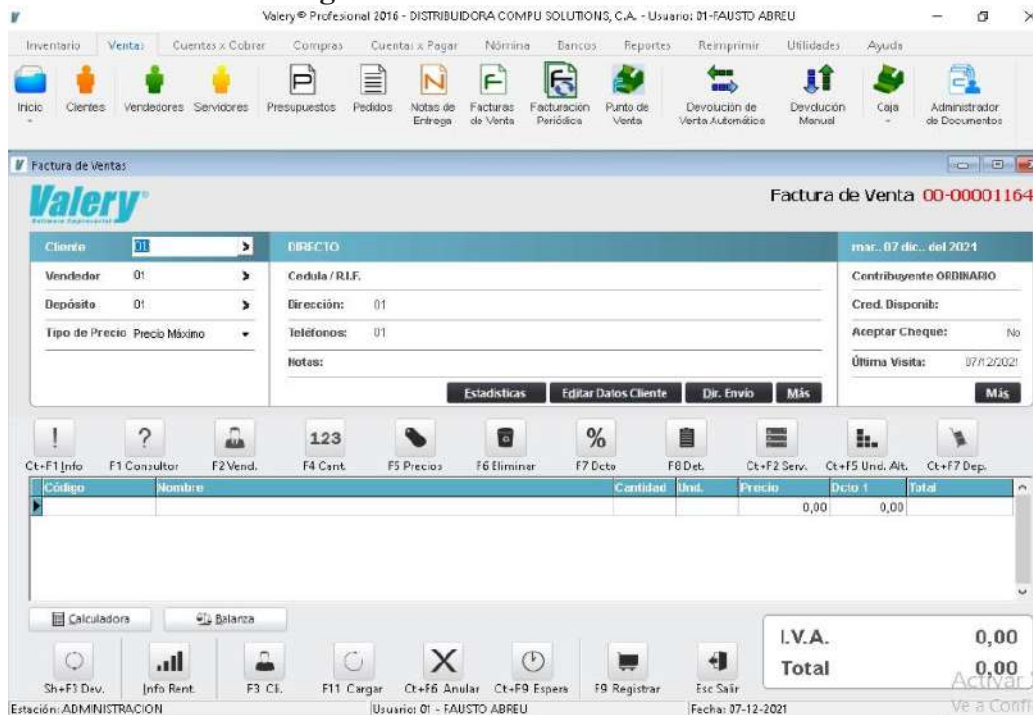 Valery® Profesional 2016 - DISTRIBUIDORA COMPU SOLUTIONS, C.A. - Usuario: 01-FAUSTO ABREU
Inventario Ventas Cuentas x Cobrar Compras Cuentas x Pagar Nómina Bancos Reportes Reimprimir Utilidades Ayuda
Inicio Clientes Vendedores Servidores Presupuestos Pedidos Notas de Entrega Facturas de Venta Facturación Periódica Punto de Venta Devolución de Venta Automática Devolución Manual Caja Administrador de Documentos
Factura de Ventas
Valery®
Software Empresarial
Factura de Venta 00-00001164
Cliente 01 DIRECTO mar.. 07 dic.. del 2021
Vendedor 01 Cedula / R.I.F. Contribuyente ORDINARIO
Depósito 01 Dirección: 01 Cred. Disponib:
Tipo de Precio Precio Máximo Teléfonos: 01 Aceptar Cheque: No
Notas: Última Visita: 07/12/2021
Estadísticas Editar Datos Cliente Dir. Envío Más Más
! ? 123 %
Ct+F1 Info F1 Consultor F2 Vend. F4 Cant. F5 Precios F6 Eliminar F7 Dcto F8 Det. Ct+F2 Serv. Ct+F5 Und. Alt. Ct+F7 Dep.
Código Nombre Cantidad Und. Precio Dcto 1 Total
0,00 0,00
Calculadora Balanza
I.V.A. 0,00
Total 0,00
Sh+F3 Dev. Info Rent. F3 Cli. F11 Cargar Ct+F6 Anular Ct+F9 Espera F9 Registrar Esc Salir
Activar
Ve a Confi
Estación: ADMINISTRACION Usuario: 01 - FAUSTO ABREU Fecha: 07-12-2021